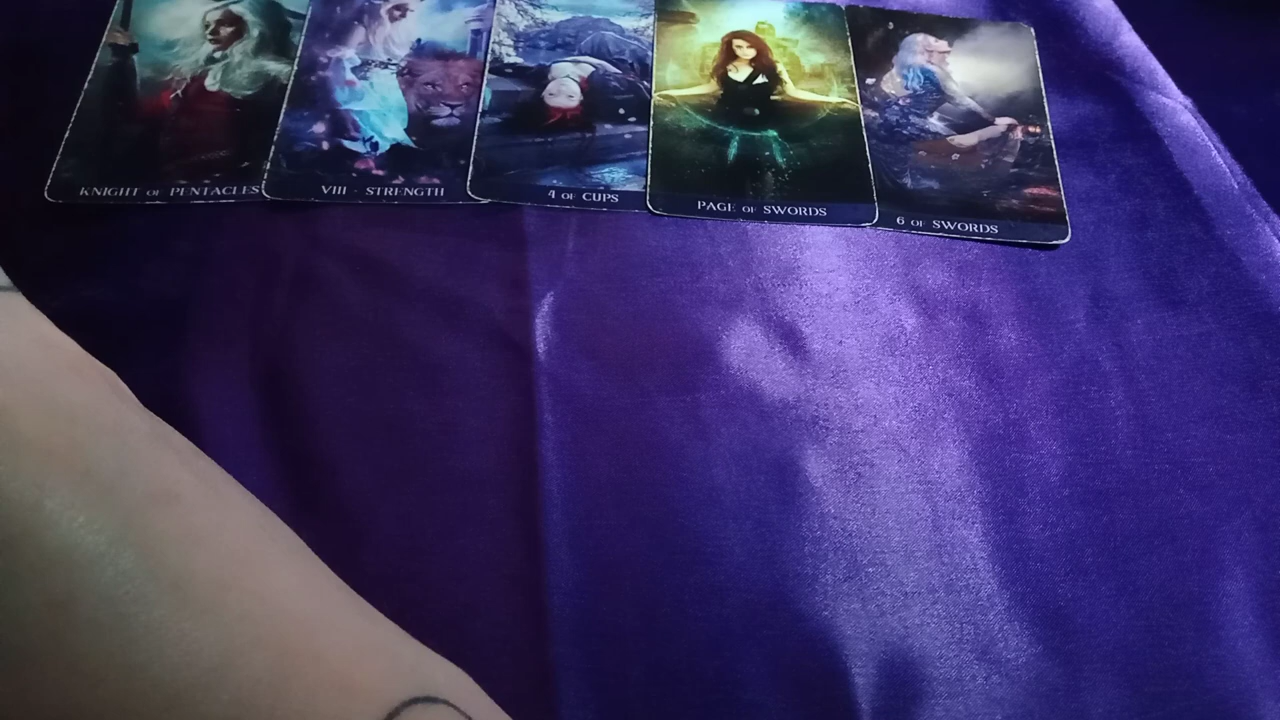 KNIGHT OF PENTACLES
VIII · STRENGTH
4 OF CUPS
PAGE OF SWORDS
6 OF SWORDS